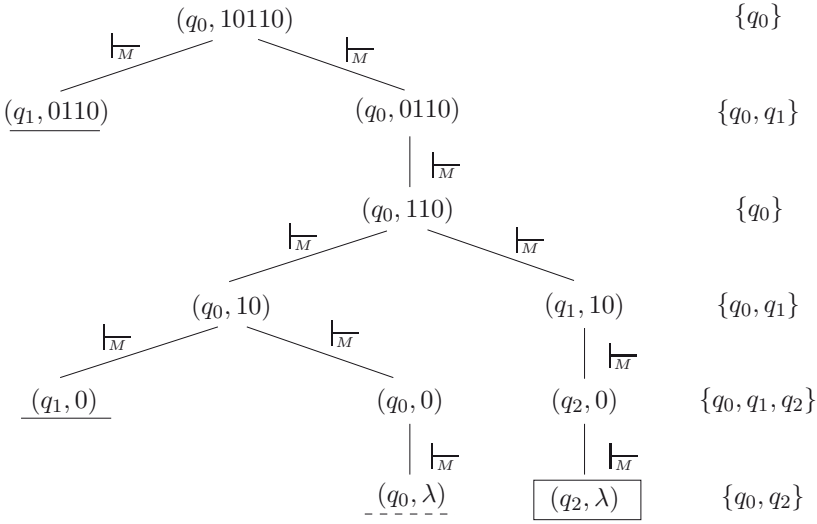 (q₀, 10110) {q₀}
⊢M ⊢M
(q₁, 0110) (q₀, 0110) {q₀, q₁}
⊢M
(q₀, 110) {q₀}
⊢M ⊢M
(q₀, 10) (q₁, 10) {q₀, q₁}
⊢M ⊢M ⊢M
(q₁, 0) (q₀, 0) (q₂, 0) {q₀, q₁, q₂}
⊢M ⊢M
(q₀, λ) (q₂, λ) {q₀, q₂}